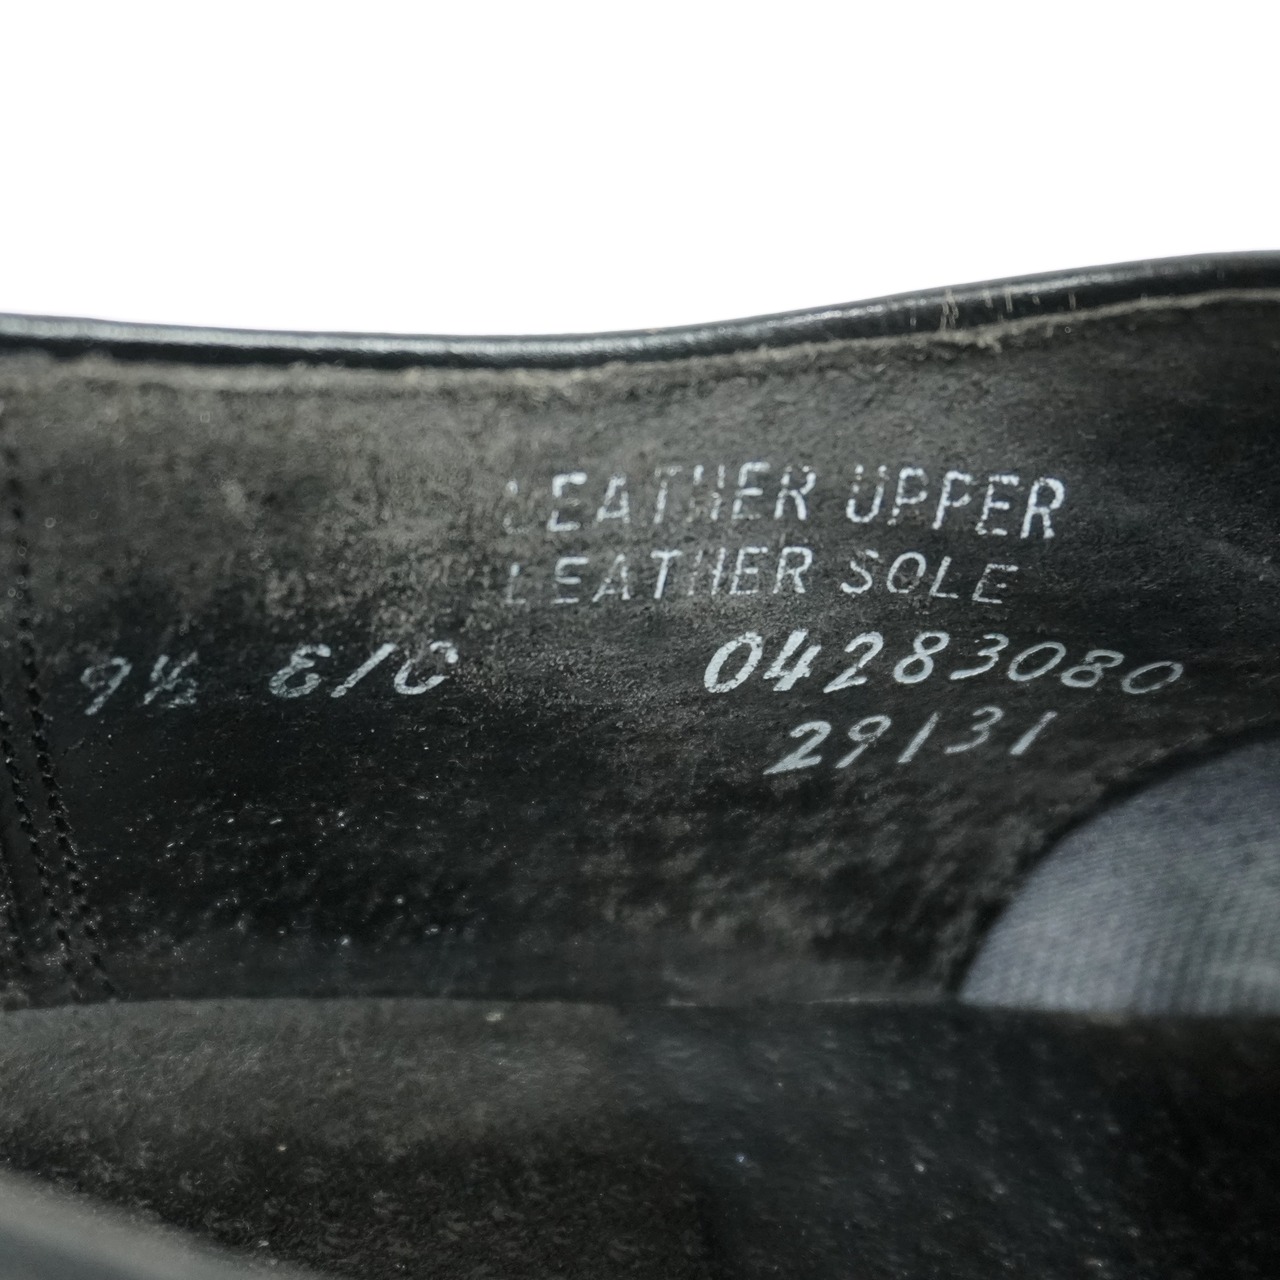 LEATHER UPPER
LEATHER SOLE
9½ E/C 04283080
29131